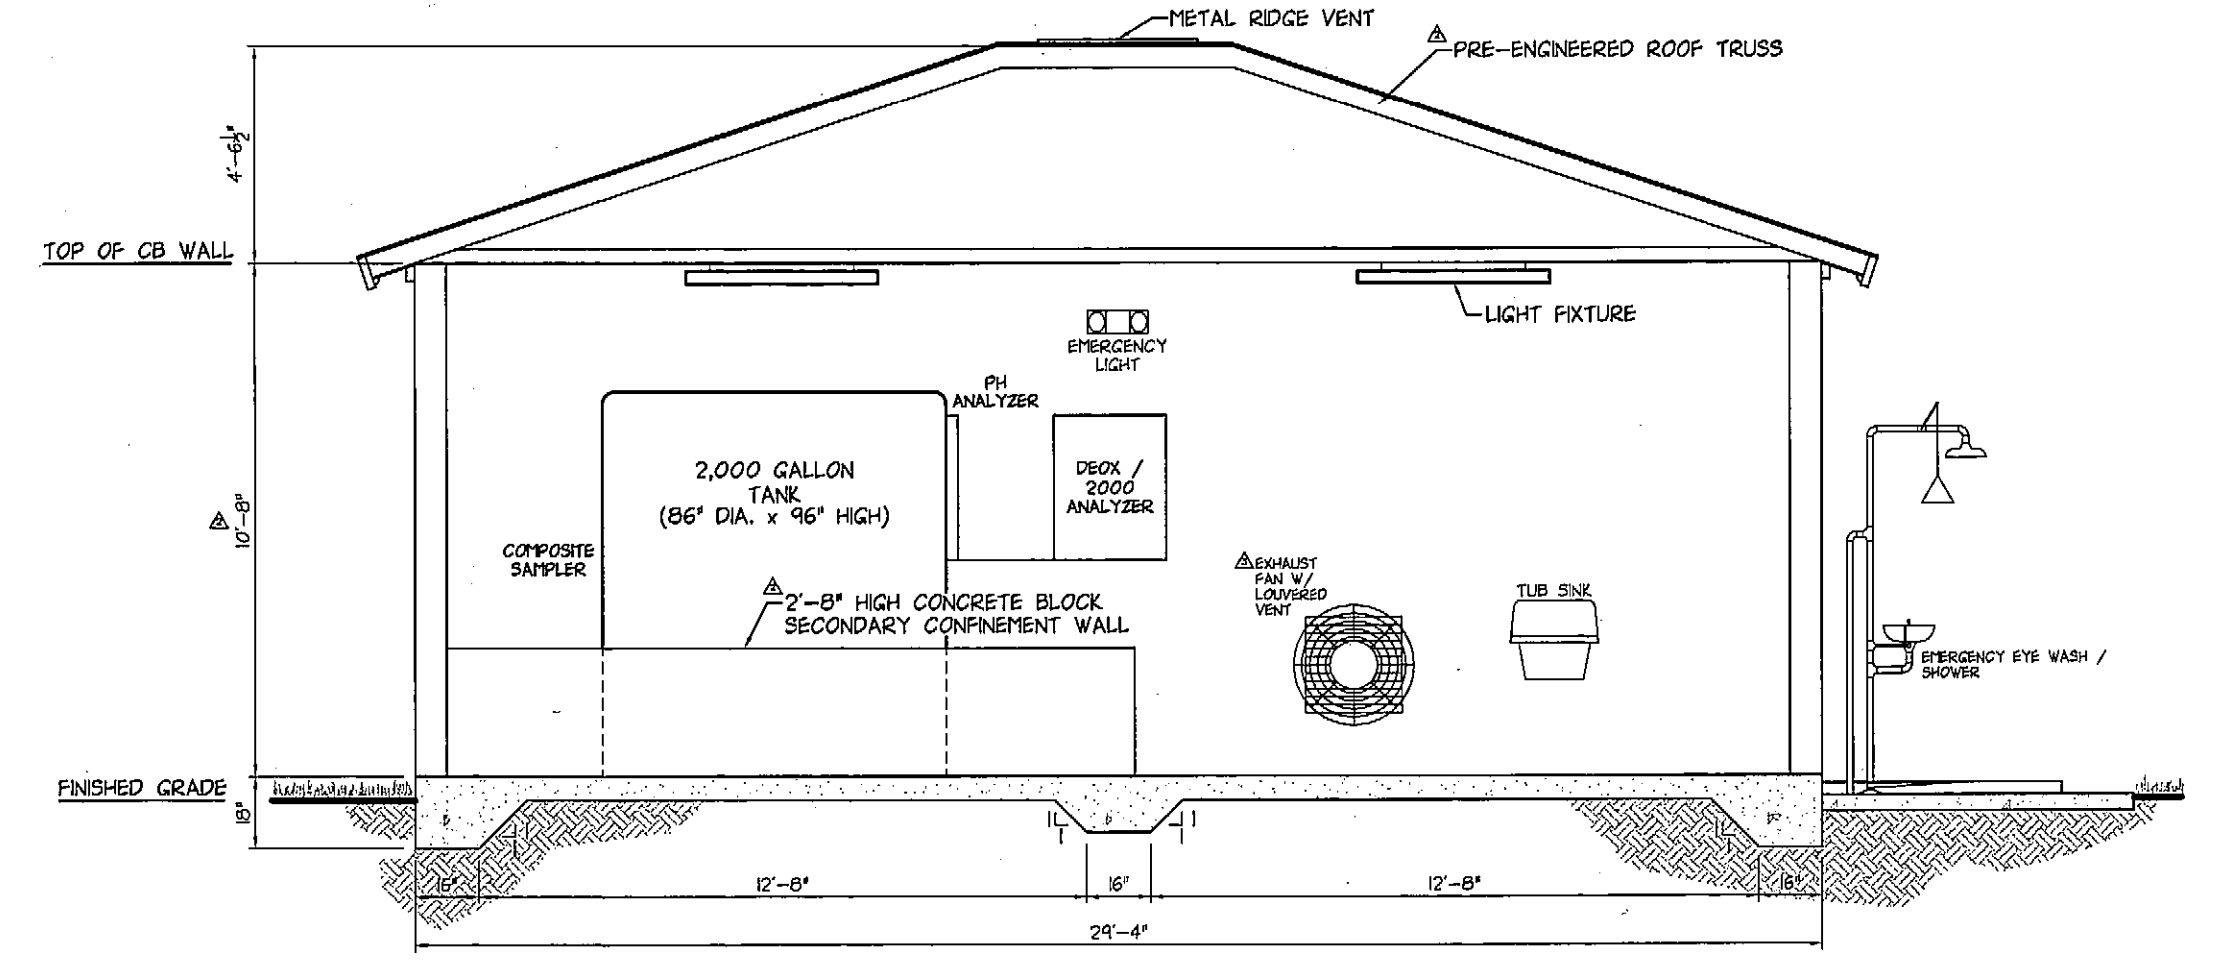 METAL RIDGE VENT
2
PRE-ENGINEERED ROOF TRUSS
4'-6½"
TOP OF CB WALL
LIGHT FIXTURE
EMERGENCY
LIGHT
PH
ANALYZER
2,000 GALLON
TANK
(86" DIA. x 96" HIGH)
DEOX /
2000
ANALYZER
2
10'-8"
COMPOSITE
SAMPLER
EXHAUST
FAN W/
LOUVERED
VENT
TUB SINK
2
2'-8" HIGH CONCRETE BLOCK
SECONDARY CONFINEMENT WALL
EMERGENCY EYE WASH /
SHOWER
FINISHED GRADE
18"
16"
12'-8"
16"
12'-8"
16"
29'-4"